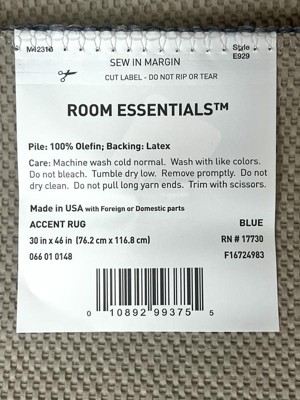 M42316 Style
E929
SEW IN MARGIN
CUT LABEL - DO NOT RIP OR TEAR
ROOM ESSENTIALS™
Pile: 100% Olefin; Backing: Latex
Care: Machine wash cold normal. Wash with like colors.
Do not bleach. Tumble dry low. Remove promptly. Do not
dry clean. Do not pull long yarn ends. Trim with scissors.
Made in USA with Foreign or Domestic parts
ACCENT RUG BLUE
30 in x 46 in (76.2 cm x 116.8 cm) RN # 17730
066 01 0148 F16724983
0 10892 99375 5